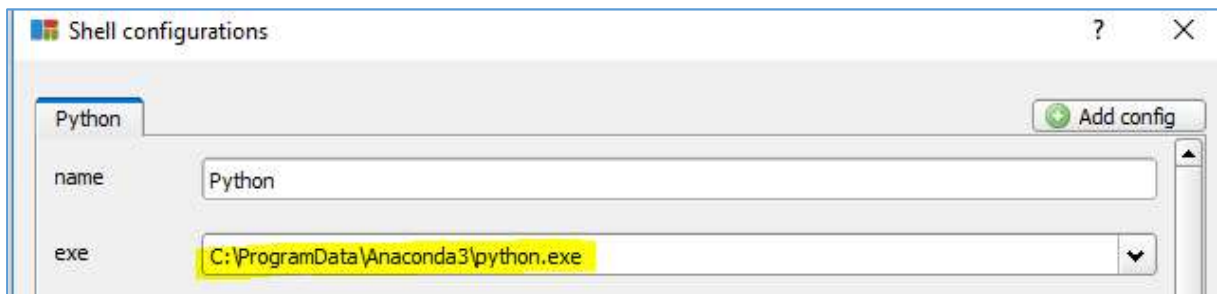 Shell configurations ?
Python
Add config
name
Python
exe
C:\ProgramData\Anaconda3\python.exe